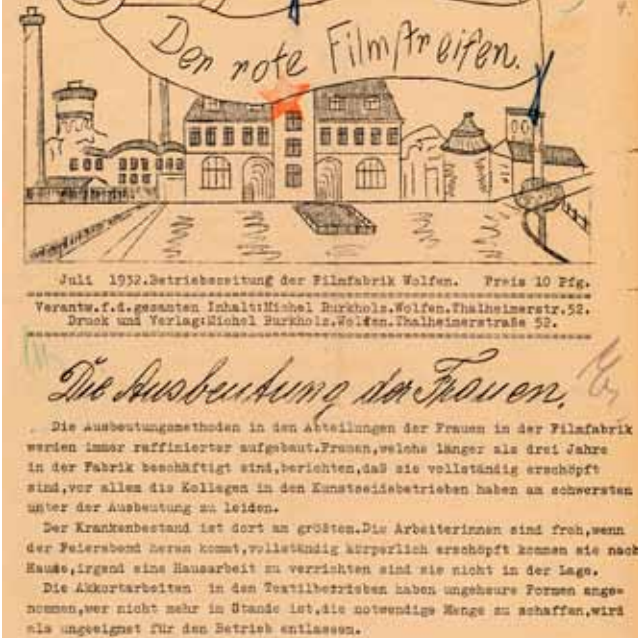 Der rote Filmstreifen.
Juli 1932.Betriebszeitung der Filmfabrik Wolfen. Preis 10 Pfg.
Verantw.f.d.gesamten Inhalt:Michel Burkholz.Wolfen.Thalheimerstr.52.
Druck und Verlag:Michel Burkholz.Wolfen.Thalheimerstraße 52.
Die Ausbeutung der Frauen.
Die Ausbeutungsmethoden in den Abteilungen der Frauen in der Filmfabrik
werden immer raffinierter aufgebaut.Frauen,welche länger als drei Jahre
in der Fabrik beschäftigt sind,berichten,daß sie vollständig erschöpft
sind,vor allem die Kollegen in den Kunstseidebetrieben haben am schwersten
unter der Ausbeutung zu leiden.
Der Krankenbestand ist dort am größten.Die Arbeiterinnen sind froh,wenn
der Feierabend heran kommt,vollständig körperlich erschöpft kommen sie nach
Hause,irgend eine Hausarbeit zu verrichten sind sie nicht in der Lage.
Die Akkortarbeiten in den Textilbetrieben haben ungeheure Formen ange-
nommen,wer nicht mehr in Stande ist,die notwendige Menge zu schaffen,wird
als ungeeignet für den Betrieb entlassen.